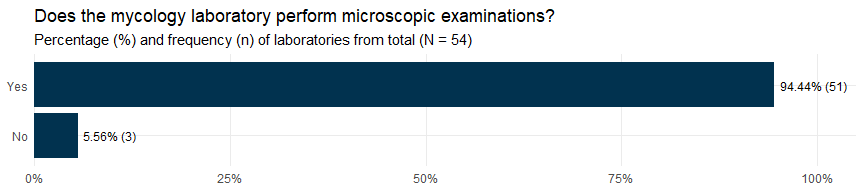 Does the mycology laboratory perform microscopic examinations?
Percentage (%) and frequency (n) of laboratories from total (N = 54)
Yes 94.44% (51)
No 5.56% (3)
0% 25% 50% 75% 100%